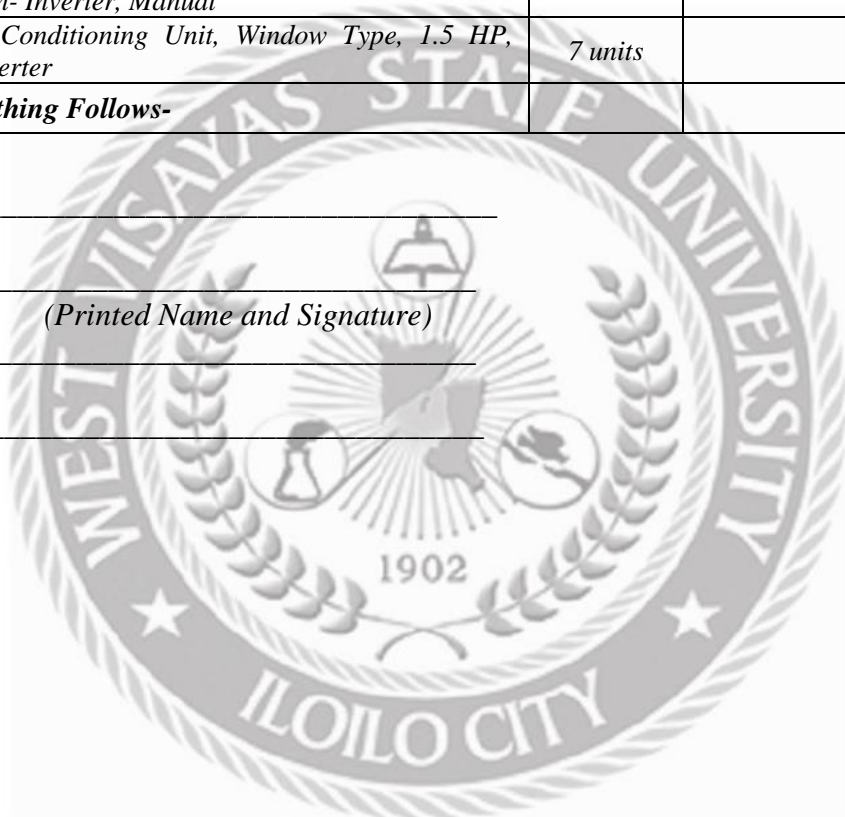 Inverter, Manual
Conditioning Unit, Window Type, 1.5 HP,
7 units
thing Follows-
(Printed Name and Signature)
WEST VISAYAS STATE UNIVERSITY
1902
ILOILO CITY